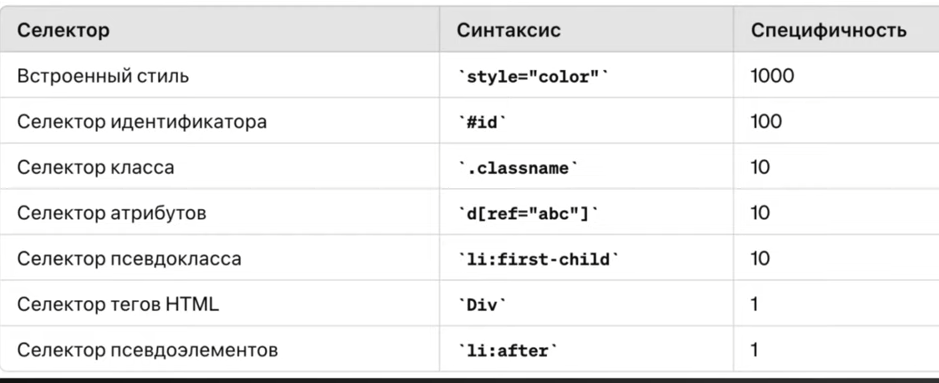 Селектор Синтаксис Специфичность
Встроенный стиль `style="color"` 1000
Селектор идентификатора `#id` 100
Селектор класса `.classname` 10
Селектор атрибутов `d[ref="abc"]` 10
Селектор псевдокласса `li:first-child` 10
Селектор тегов HTML `Div` 1
Селектор псевдоэлементов `li:after` 1